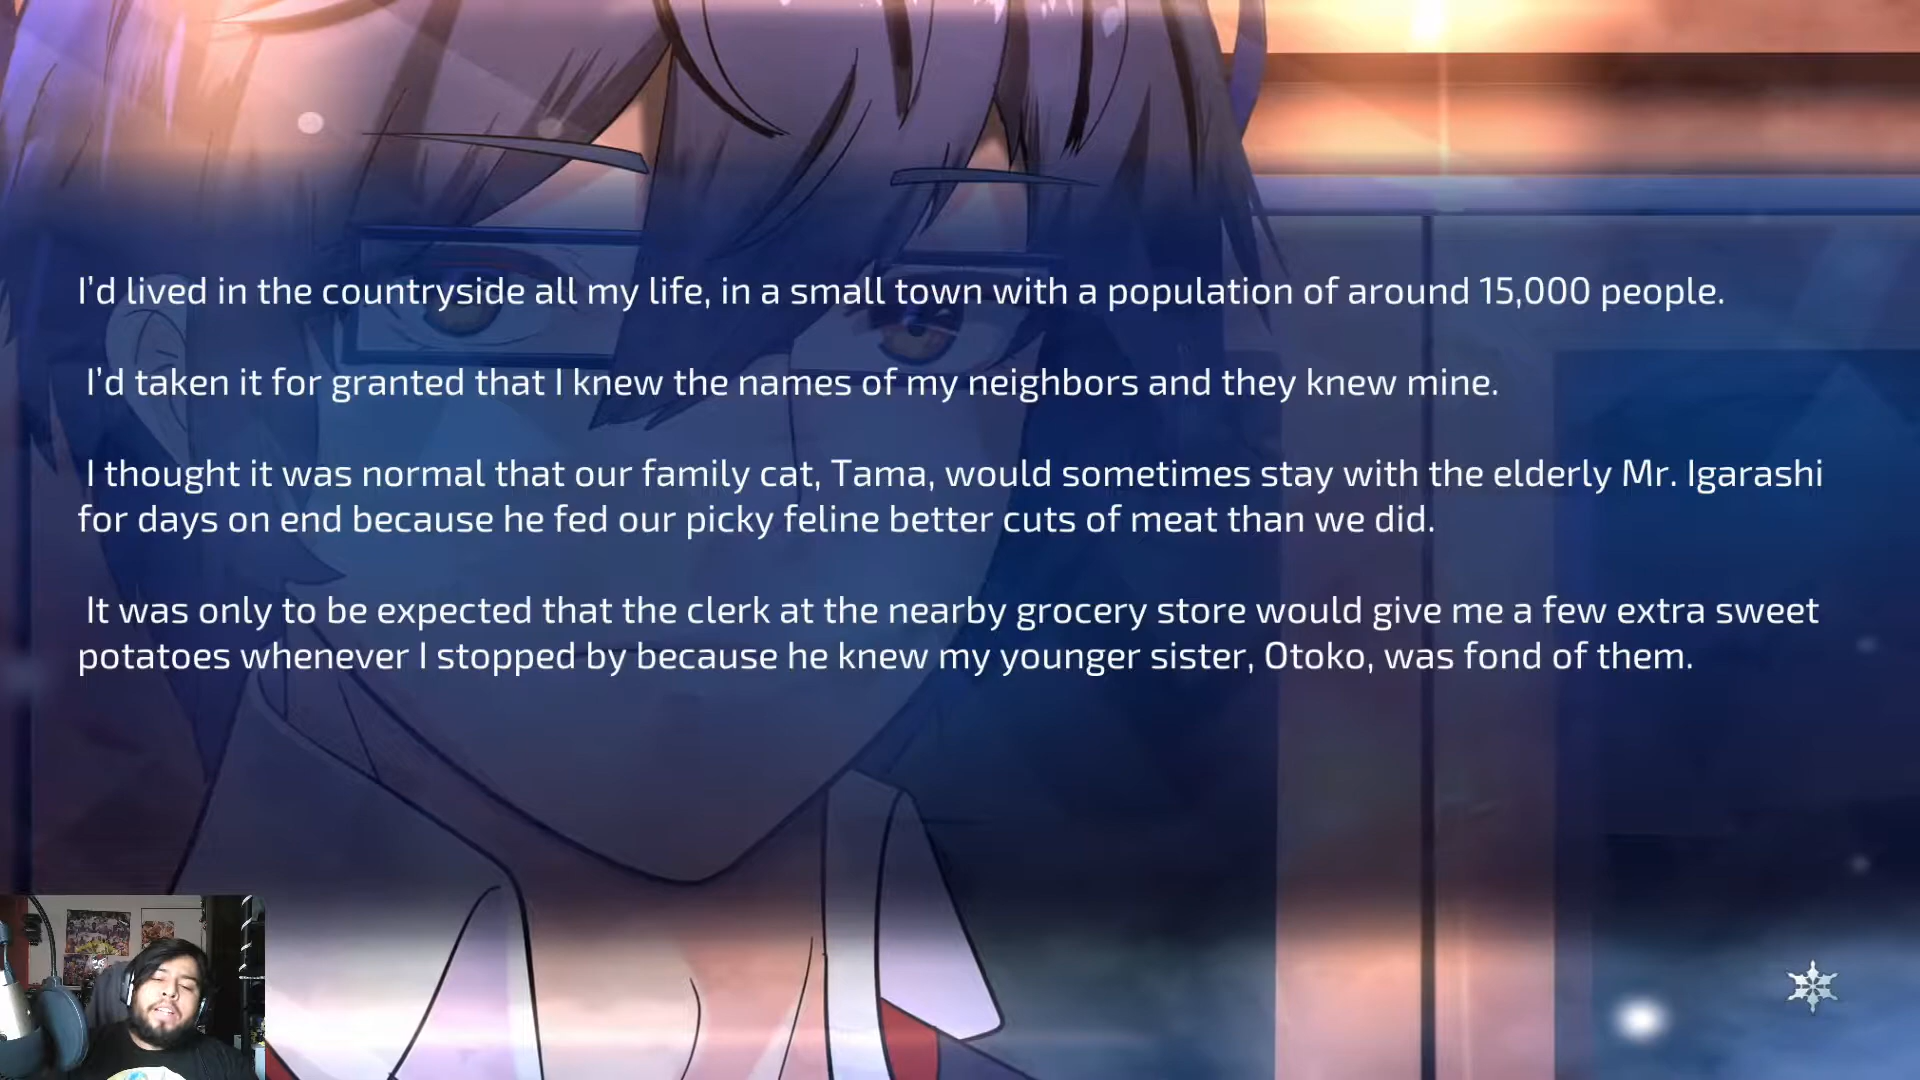 I'd lived in the countryside all my life, in a small town with a population of around 15,000 people.
I'd taken it for granted that I knew the names of my neighbors and they knew mine.
I thought it was normal that our family cat, Tama, would sometimes stay with the elderly Mr. Igarashi
for days on end because he fed our picky feline better cuts of meat than we did.
It was only to be expected that the clerk at the nearby grocery store would give me a few extra sweet
potatoes whenever I stopped by because he knew my younger sister, Otoko, was fond of them.